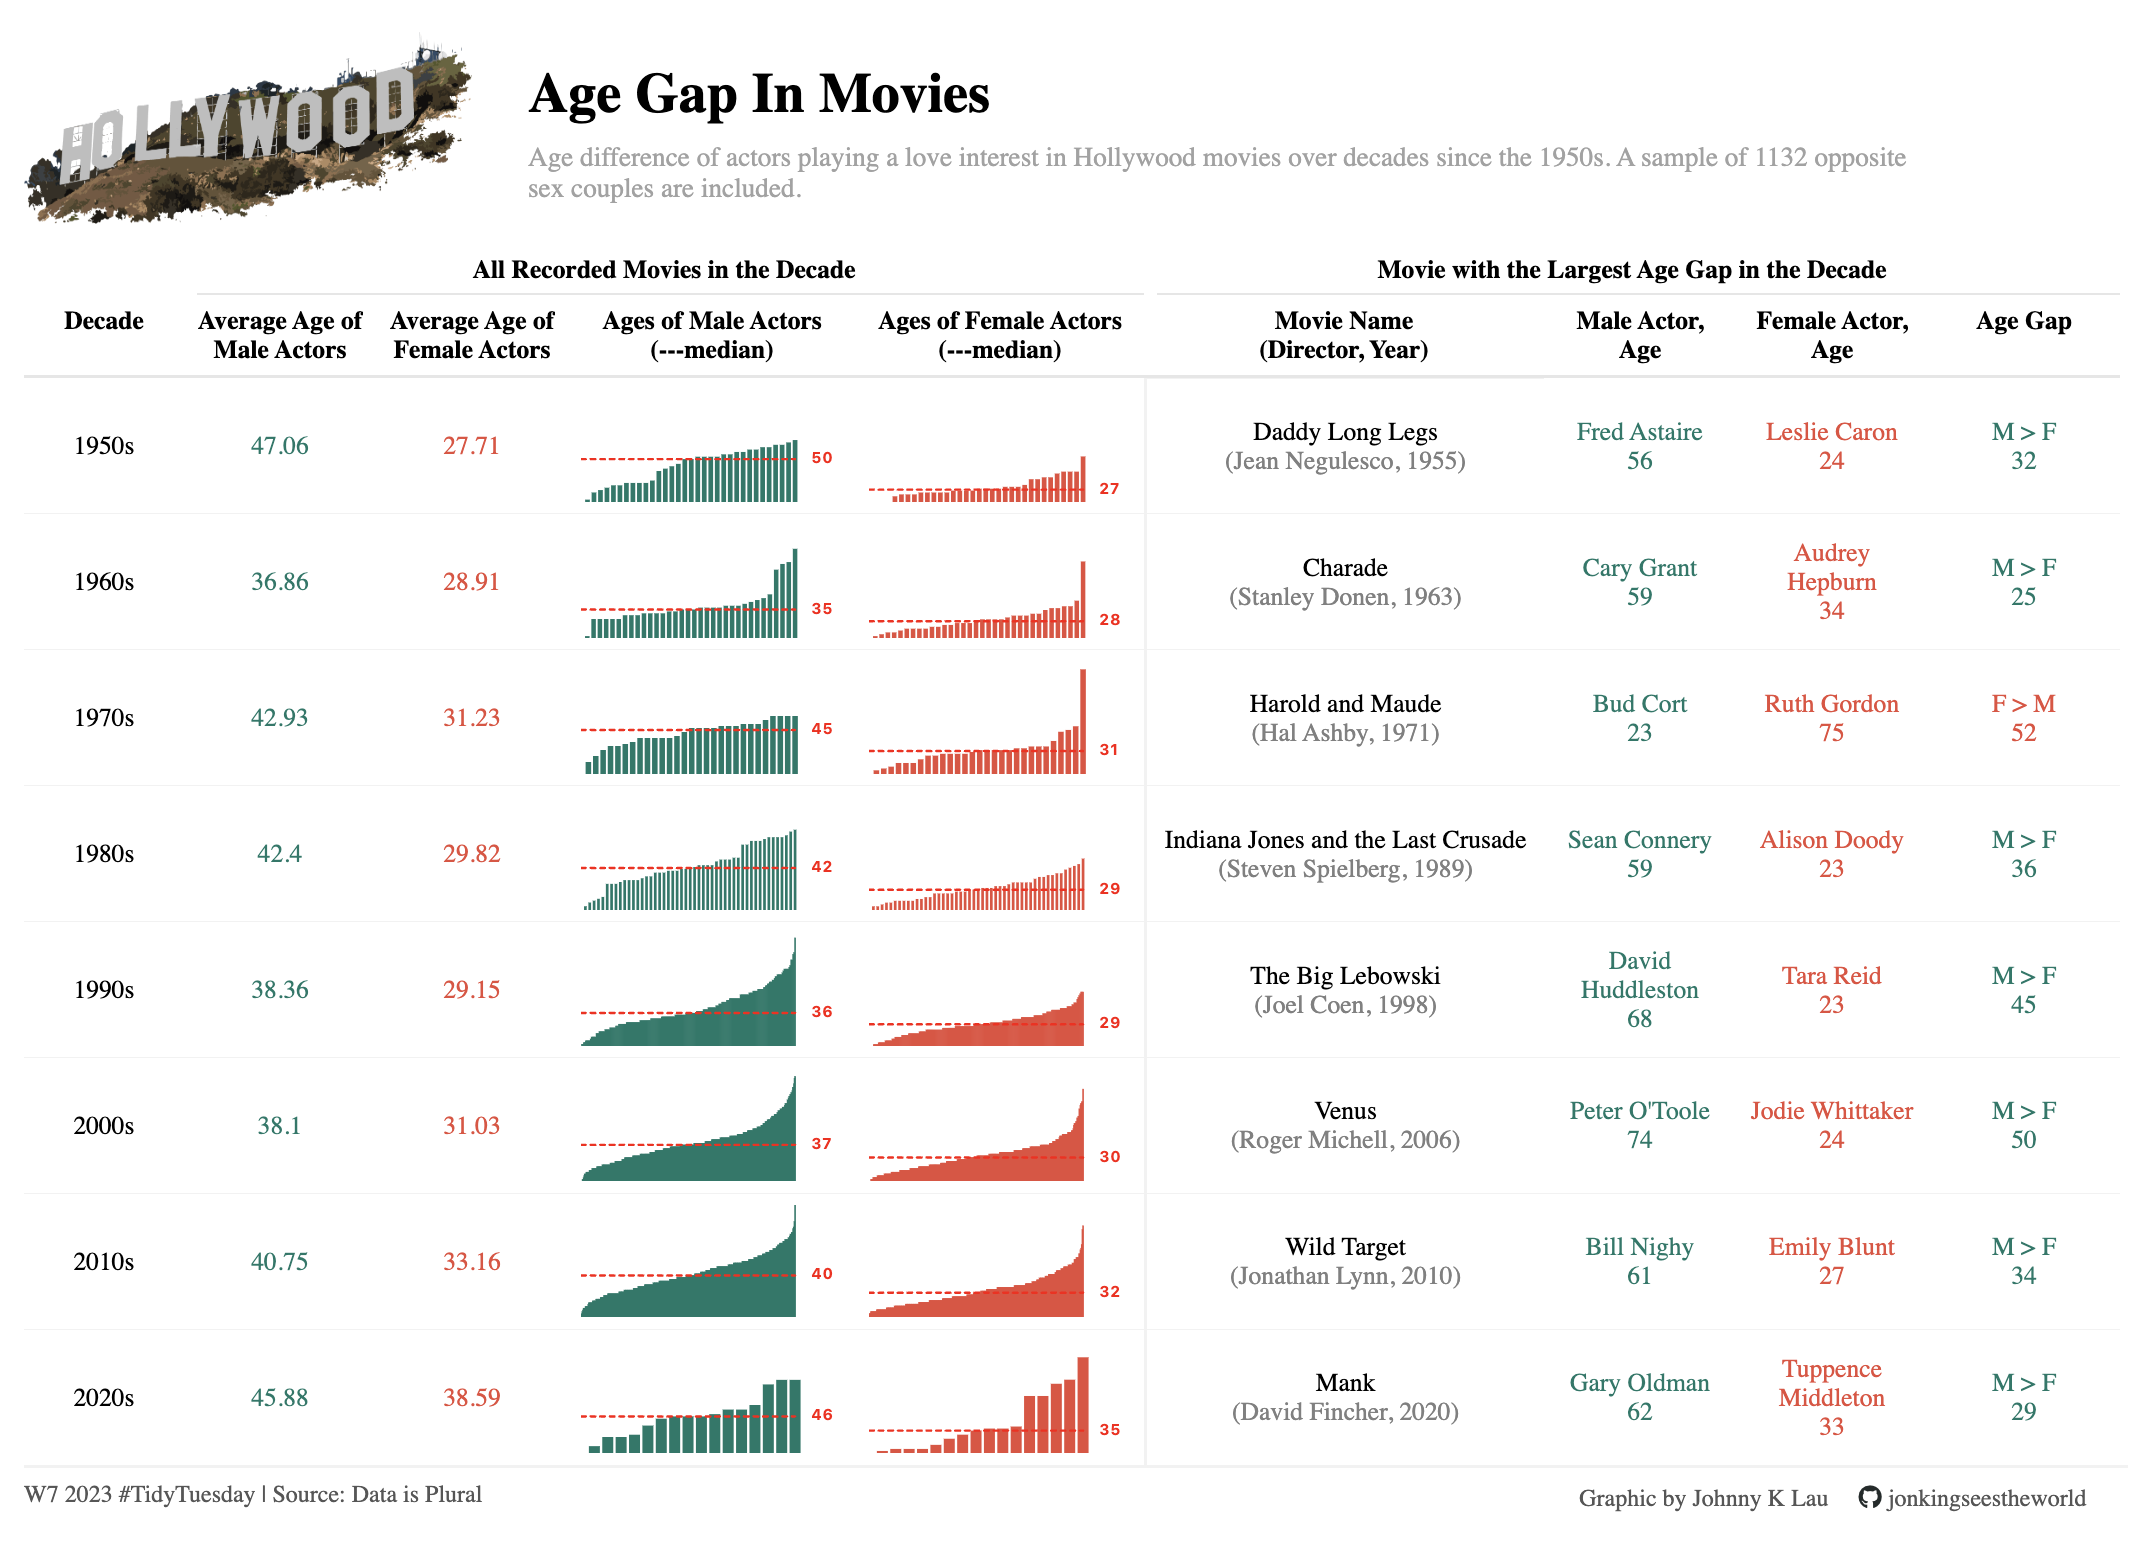 HOLLYWOOD
Age Gap In Movies
Age difference of actors playing a love interest in Hollywood movies over decades since the 1950s. A sample of 1132 opposite
sex couples are included.
All Recorded Movies in the Decade
Movie with the Largest Age Gap in the Decade
Decade
Average Age of
Male Actors
Average Age of
Female Actors
Ages of Male Actors
(---median)
Ages of Female Actors
(---median)
Movie Name
(Director, Year)
Male Actor,
Age
Female Actor,
Age
Age Gap
1950s
47.06
27.71
50
27
Daddy Long Legs
(Jean Negulesco, 1955)
Fred Astaire
56
Leslie Caron
24
M > F
32
1960s
36.86
28.91
35
28
Charade
(Stanley Donen, 1963)
Cary Grant
59
Audrey
Hepburn
34
M > F
25
1970s
42.93
31.23
45
31
Harold and Maude
(Hal Ashby, 1971)
Bud Cort
23
Ruth Gordon
75
F > M
52
1980s
42.4
29.82
42
29
Indiana Jones and the Last Crusade
(Steven Spielberg, 1989)
Sean Connery
59
Alison Doody
23
M > F
36
1990s
38.36
29.15
36
29
The Big Lebowski
(Joel Coen, 1998)
David
Huddleston
68
Tara Reid
23
M > F
45
2000s
38.1
31.03
37
30
Venus
(Roger Michell, 2006)
Peter O'Toole
74
Jodie Whittaker
24
M > F
50
2010s
40.75
33.16
40
32
Wild Target
(Jonathan Lynn, 2010)
Bill Nighy
61
Emily Blunt
27
M > F
34
2020s
45.88
38.59
46
35
Mank
(David Fincher, 2020)
Gary Oldman
62
Tuppence
Middleton
33
M > F
29
W7 2023 #TidyTuesday | Source: Data is Plural
Graphic by Johnny K Lau
jonkingseestheworld